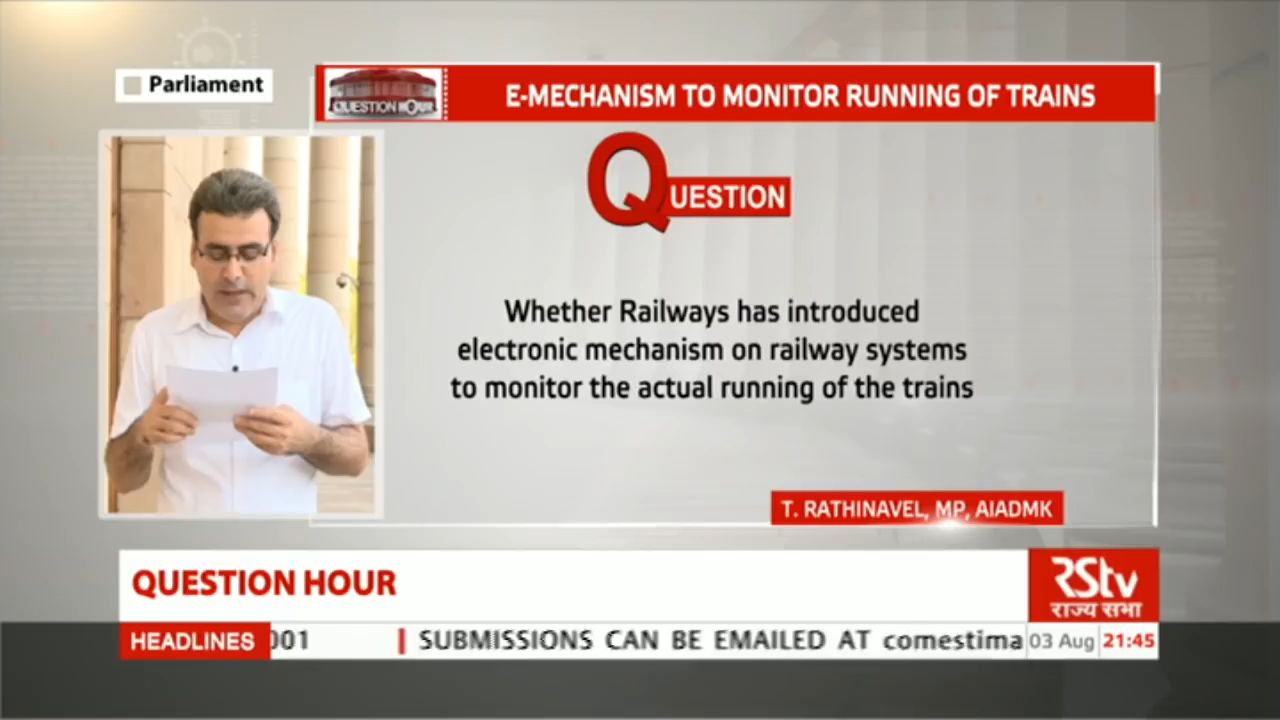 Parliament
QUESTION HOUR
E-MECHANISM TO MONITOR RUNNING OF TRAINS
QUESTION
Whether Railways has introduced
electronic mechanism on railway systems
to monitor the actual running of the trains
T. RATHINAVEL, MP, AIADMK
QUESTION HOUR
RStv
राज्य सभा
HEADLINES 001 | SUBMISSIONS CAN BE EMAILED AT comestima 03 Aug 21:45